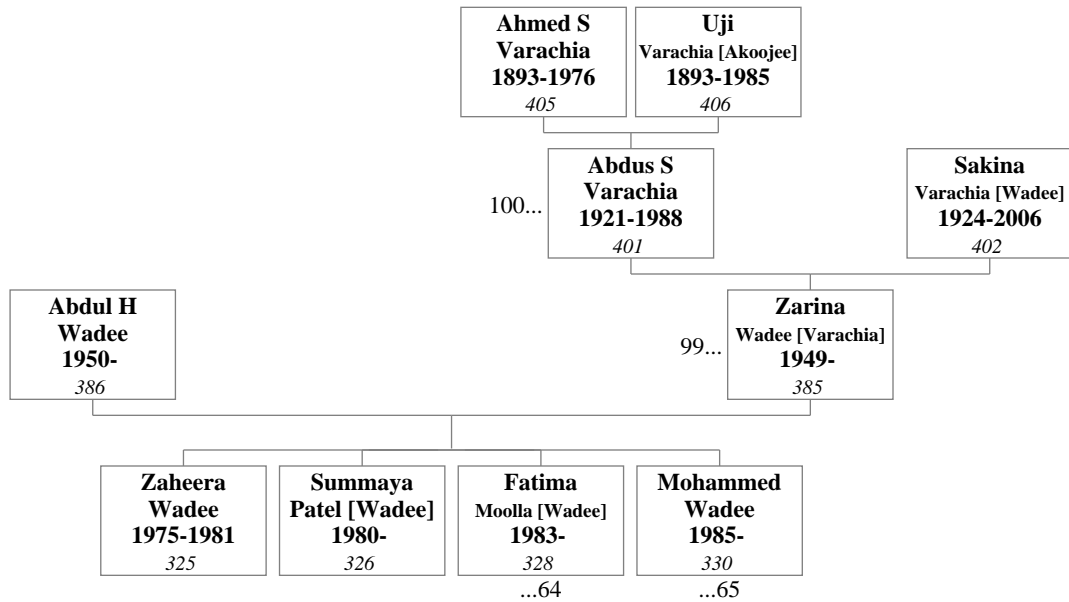 Ahmed S
Varachia
1893-1976
405
Uji
Varachia [Akoojee]
1893-1985
406
100...
Abdus S
Varachia
1921-1988
401
Sakina
Varachia [Wadee]
1924-2006
402
Abdul H
Wadee
1950-
386
99...
Zarina
Wadee [Varachia]
1949-
385
Zaheera
Wadee
1975-1981
325
Summaya
Patel [Wadee]
1980-
326
Fatima
Moolla [Wadee]
1983-
328
...64
Mohammed
Wadee
1985-
330
...65